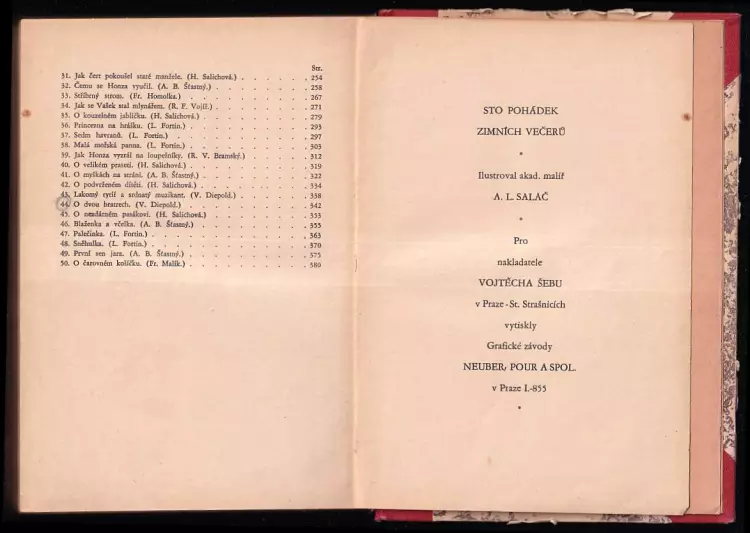 Str.
31. Jak čert pokoušel staré manžele. (H. Salichová.) . . . . . . . 254
32. Čemu se Honza vyučil. (A. B. Šťastný.) . . . . . . . 258
33. Stříbrný strom. (Fr. Homolka.) . . . . . . . 267
34. Jak se Vašek stal mlynářem. (R. F. Vojíř.) . . . . . . . 271
35. O kouzelném jablíčku. (H. Salichová.) . . . . . . . 279
36. Princezna na hrášku. (L. Fortin.) . . . . . . . 293
37. Sedm havranů. (L. Fortin.) . . . . . . . 297
38. Malá mořská panna. (L. Fortin.) . . . . . . . 303
39. Jak Honza vyzrál na loupežníky. (R. V. Branský.) . . . . . . . 312
40. O velikém praseti. (H. Salichová.) . . . . . . . 319
41. O myškách na stráni. (A. B. Šťastný.) . . . . . . . 322
42. O podvrženém dítěti. (H. Salichová.) . . . . . . . 334
43. Lakomý rytíř a srdnatý muzikant. (V. Diepold.) . . . . . . . 338
44. O dvou bratrech. (V. Diepold.) . . . . . . . 342
45. O nezdárném pasákovi. (H. Salichová.) . . . . . . . 353
46. Blaženka a včelka. (A. B. Šťastný.) . . . . . . . 355
47. Palečinka. (L. Fortin.) . . . . . . . 363
48. Sněhulka. (L. Fortin.) . . . . . . . 370
49. První sen jara. (A. B. Šťastný.) . . . . . . . 375
50. O čarovném kolíčku. (Fr. Malík.) . . . . . . . 380
STO POHÁDEK
ZIMNÍCH VEČERŮ
*
Ilustroval akad. malíř
A. L. SALÁČ
*
Pro
nakladatele
VOJTĚCHA ŠEBU
v Praze - St. Strašnicích
vytiskly
Grafické závody
NEUBER, POUR A SPOL.
v Praze I.-855
*